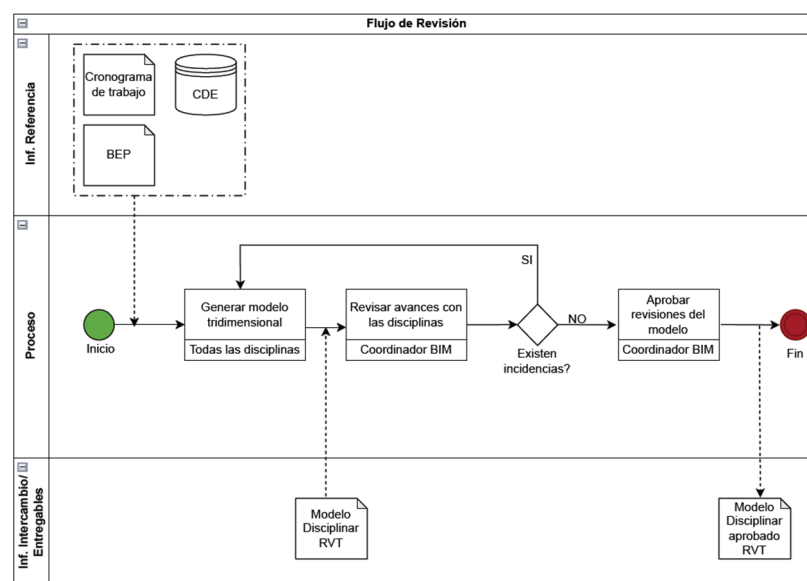 Flujo de Revisión
Inf. Referencia
Cronograma
de trabajo
CDE
BEP
Proceso
Inicio
Generar modelo
tridimensional
Todas las disciplinas
Revisar avances con
las disciplinas
Coordinador BIM
SI
NO
Existen
incidencias?
Aprobar
revisiones del
modelo
Coordinador BIM
Fin
Inf. Intercambio/
Entregables
Modelo
Disciplinar
RVT
Modelo
Disciplinar
aprobado
RVT